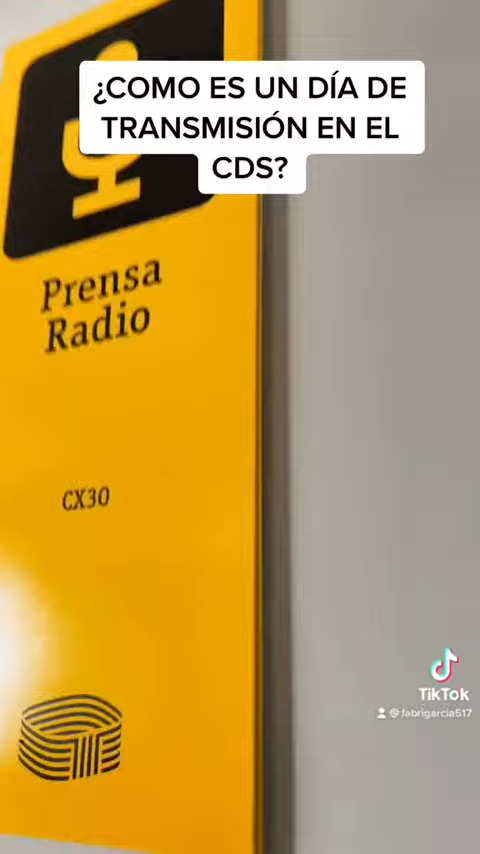 ¿COMO ES UN DÍA DE
TRANSMISIÓN EN EL
CDS?
Prensa
Radio
CX30
TikTok
@fabrigarcia517